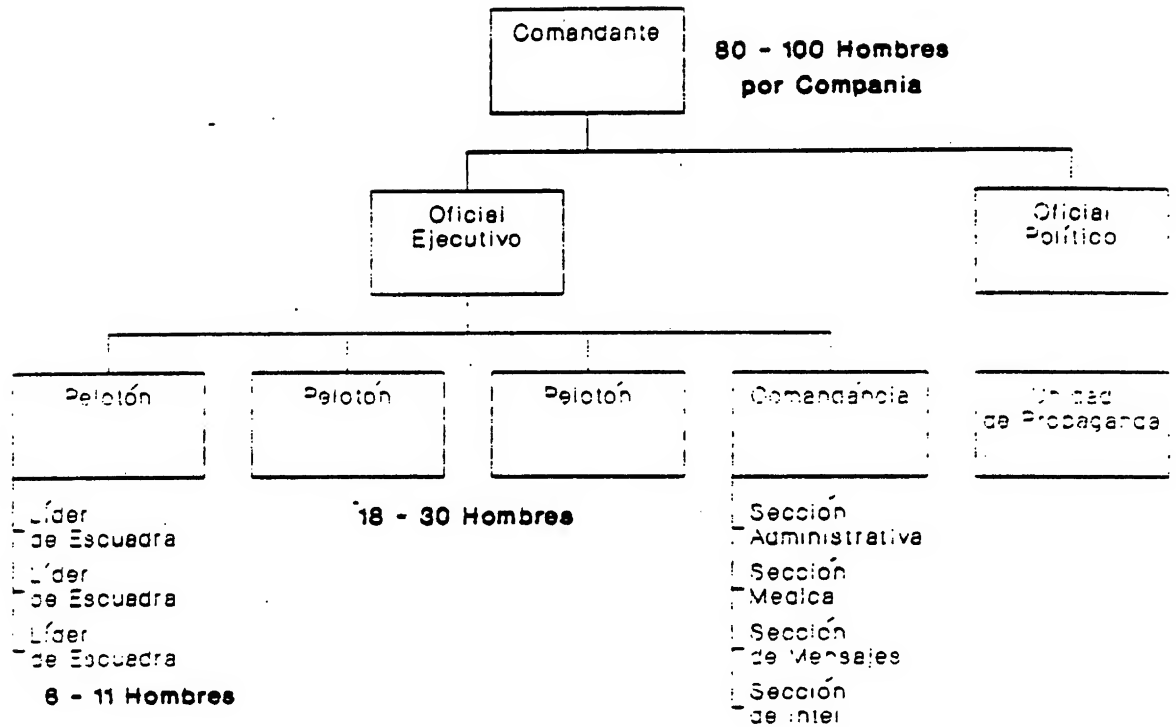 Comandante
80 - 100 Hombres
por Compania
Oficial
Ejecutivo
Oficial
Político
Pelotón
Pelotón
Pelotón
Comandáncia
Unidad
de Propaganda
Líder
de Escuadra
Líder
de Escuadra
Líder
de Escuadra
6 - 11 Hombres
18 - 30 Hombres
Sección
Administrativa
Sección
Medica
Sección
de Mensajes
Sección
de Intel